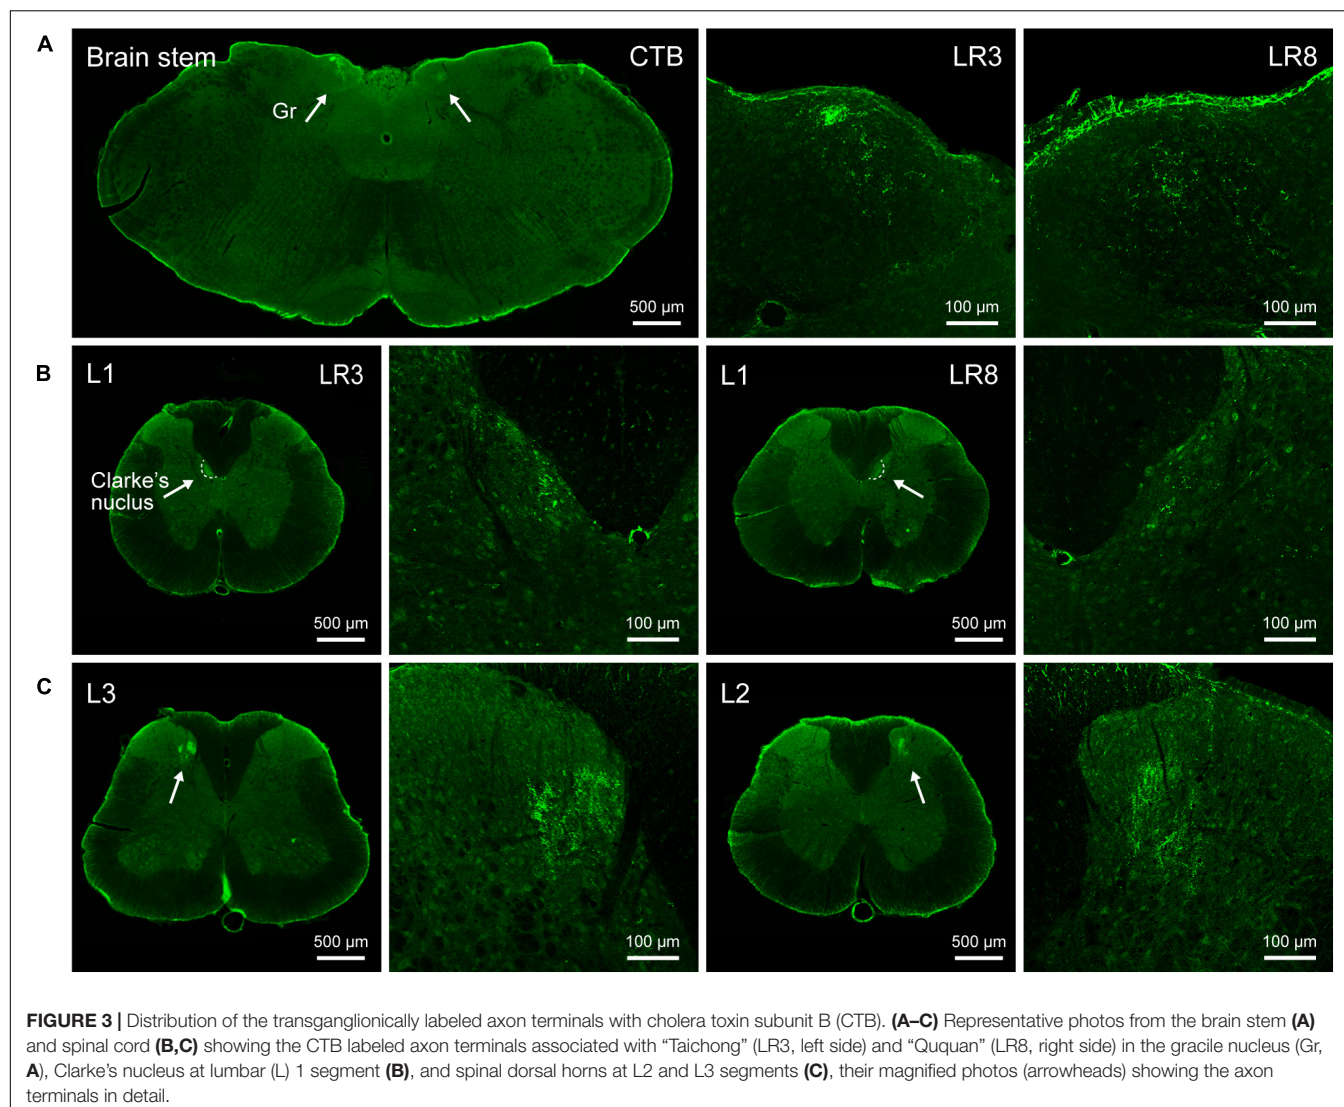 A
Brain stem
CTB
Gr
500 µm
LR3
100 µm
LR8
100 µm
B
L1
LR3
Clarke's
nuclus
500 µm
100 µm
L1
LR8
500 µm
100 µm
C
L3
500 µm
100 µm
L2
500 µm
100 µm
FIGURE 3 | Distribution of the transganglionically labeled axon terminals with cholera toxin subunit B (CTB). (A–C) Representative photos from the brain stem (A)
and spinal cord (B,C) showing the CTB labeled axon terminals associated with “Taichong” (LR3, left side) and “Ququan” (LR8, right side) in the gracile nucleus (Gr,
A), Clarke’s nucleus at lumbar (L) 1 segment (B), and spinal dorsal horns at L2 and L3 segments (C), their magnified photos (arrowheads) showing the axon
terminals in detail.